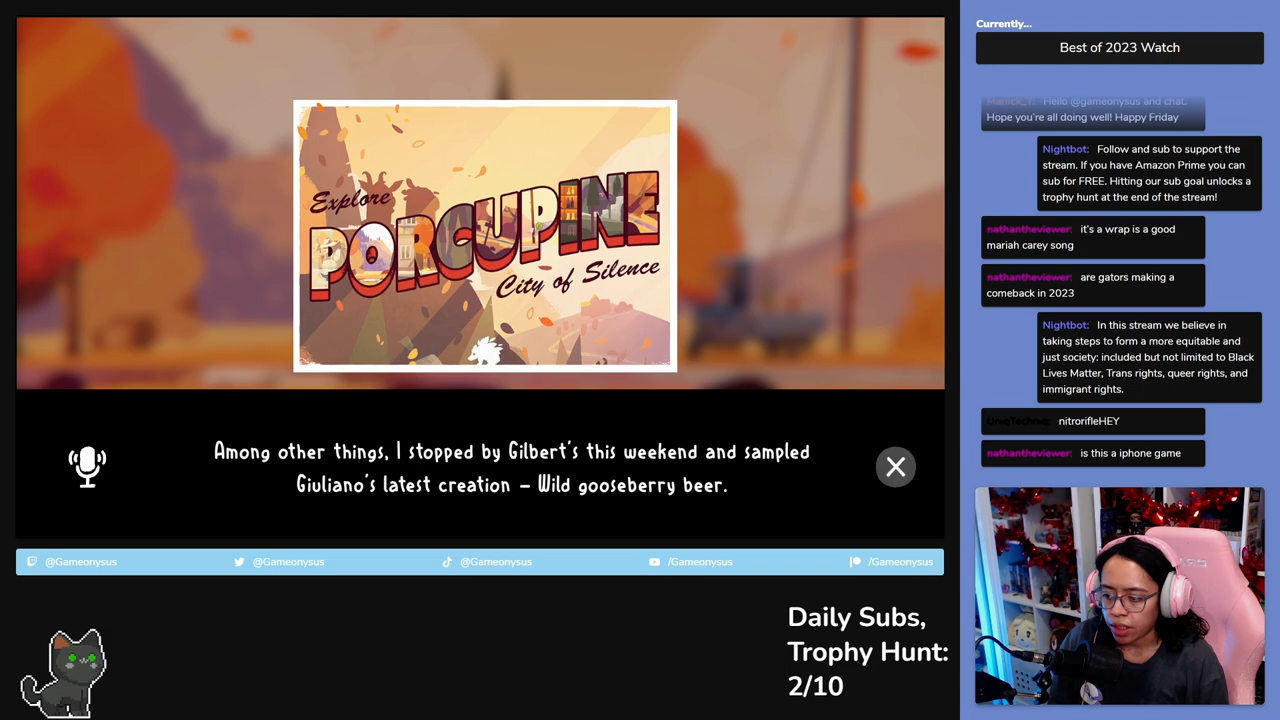 Currently...
Best of 2023 Watch
Hello @gameonysus and chat.
Hope you're all doing well! Happy Friday
Nightbot: Follow and sub to support the
stream. If you have Amazon Prime you can
sub for FREE. Hitting our sub goal unlocks a
trophy hunt at the end of the stream!
nathantheviewer: it's a wrap is a good
mariah carey song
nathantheviewer: are gators making a
comeback in 2023
Nightbot: In this stream we believe in
taking steps to form a more equitable and
just society: included but not limited to Black
Lives Matter, Trans rights, queer rights, and
immigrant rights.
nitrorifleHEY
nathantheviewer: is this a iphone game
Explore
PORCUPINE
City of Silence
Among other things, I stopped by Gilbert's this weekend and sampled
Giuliano's latest creation – Wild gooseberry beer.
@Gameonysus
@Gameonysus
@Gameonysus
/Gameonysus
/Gameonysus
Daily Subs,
Trophy Hunt:
2/10